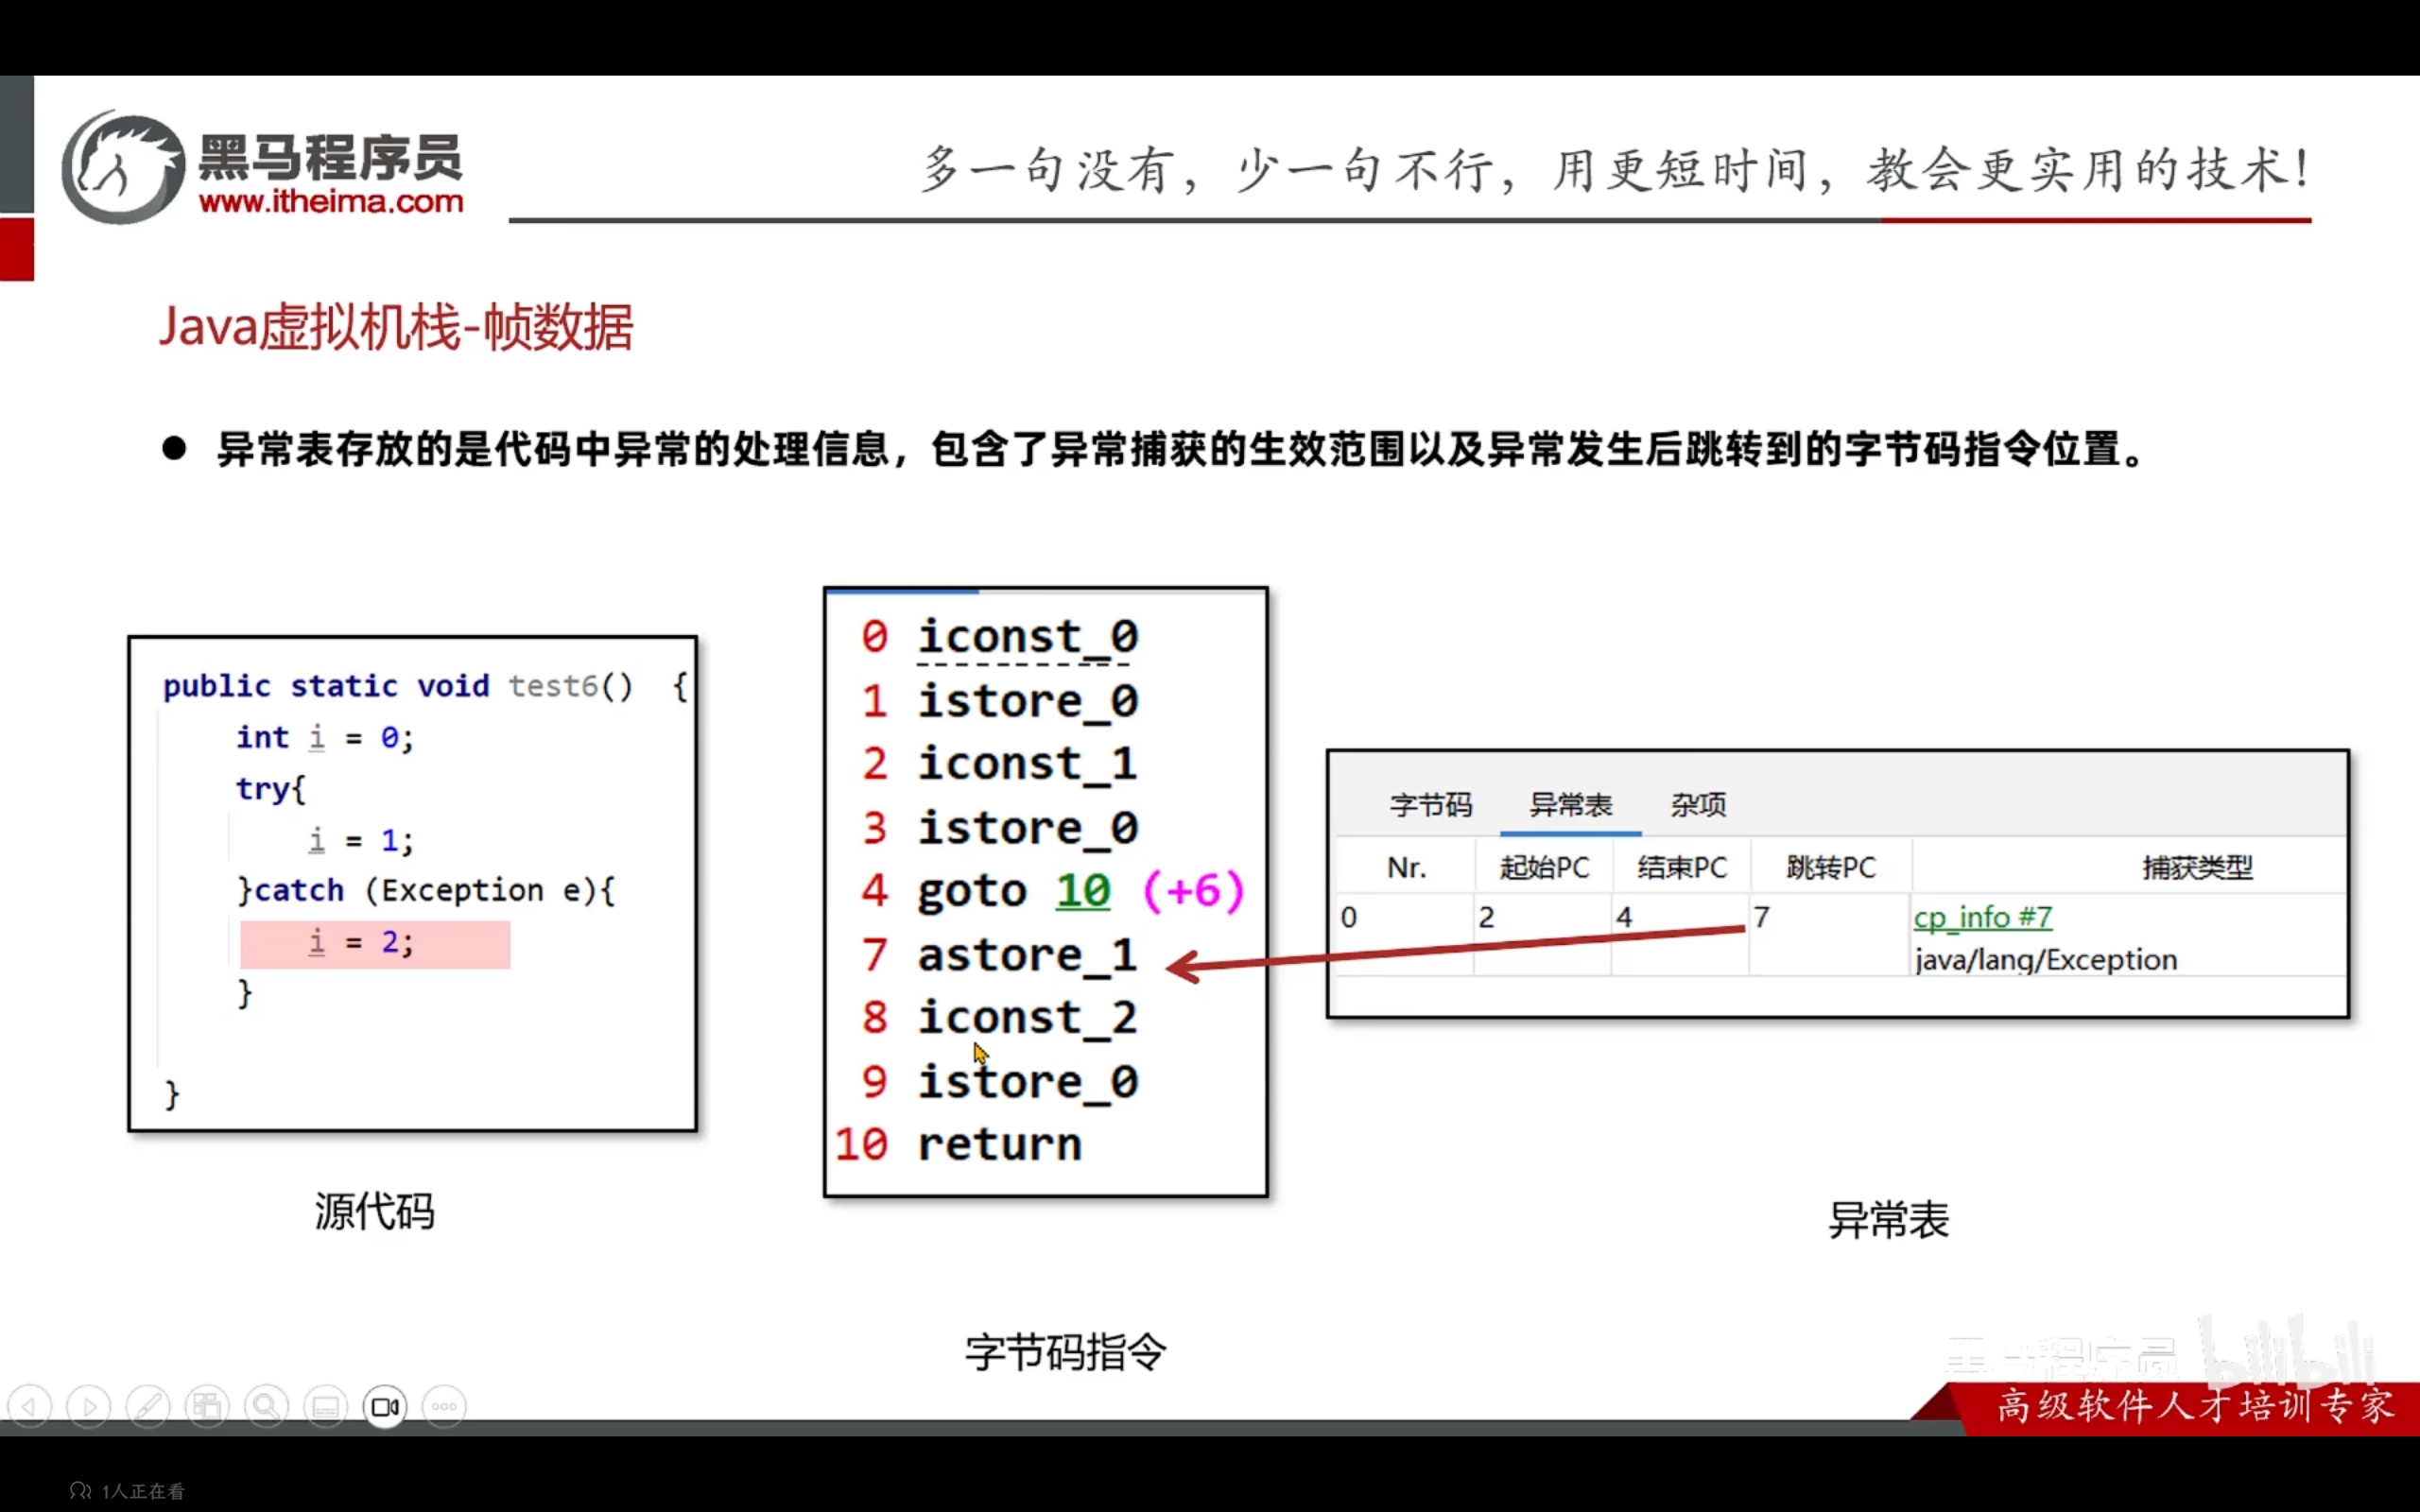 黑马程序员
www.itheima.com
多一句没有，少一句不行，用更短时间，教会更实用的技术！
Java虚拟机栈-帧数据
● 异常表存放的是代码中异常的处理信息，包含了异常捕获的生效范围以及异常发生后跳转到的字节码指令位置。
public static void test6() {
int i = 0;
try{
i = 1;
}catch (Exception e){
i = 2;
}
}
源代码
0 iconst_0
1 istore_0
2 iconst_1
3 istore_0
4 goto 10 (+6)
7 astore_1
8 iconst_2
9 istore_0
10 return
字节码指令
字节码 异常表 杂项
Nr. 起始PC 结束PC 跳转PC 捕获类型
0 2 4 7 cp_info #7
java/lang/Exception
异常表
黑马程序员 bilibili
高级软件人才培训专家
1人正在看